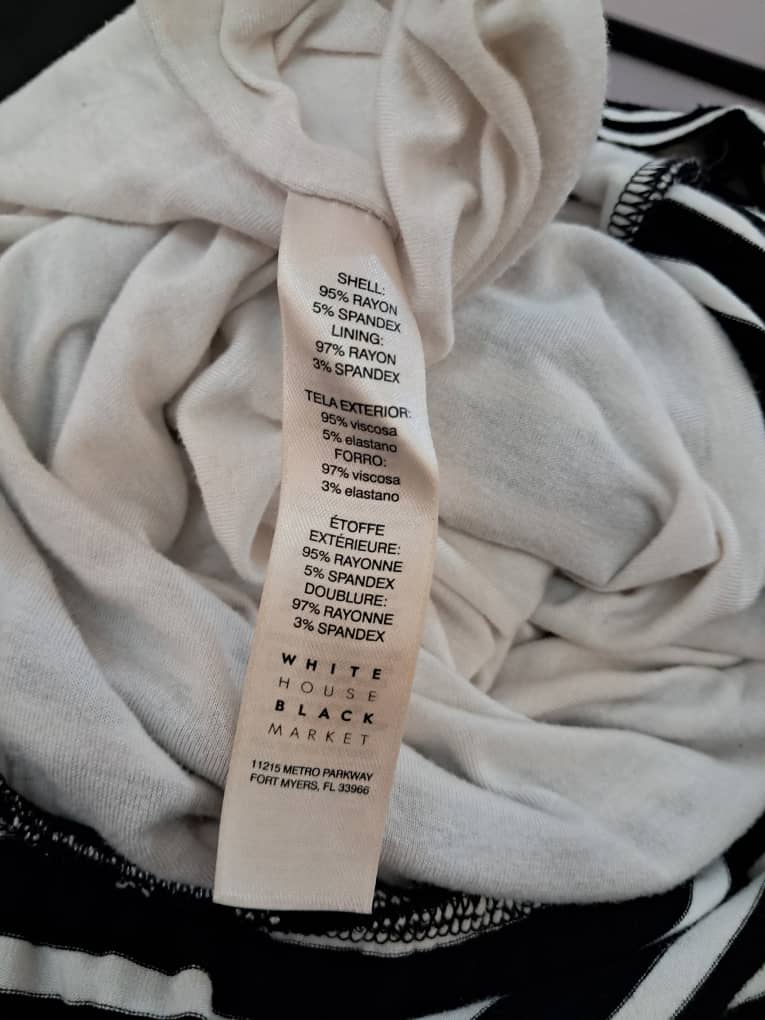 SHELL:
95% RAYON
5% SPANDEX
LINING:
97% RAYON
3% SPANDEX
TELA EXTERIOR:
95% viscosa
5% elastano
FORRO:
97% viscosa
3% elastano
ÉTOFFE
EXTÉRIEURE:
95% RAYONNE
5% SPANDEX
DOUBLURE:
97% RAYONNE
3% SPANDEX
WHITE
HOUSE
BLACK
MARKET
11215 METRO PARKWAY
FORT MYERS, FL 33966